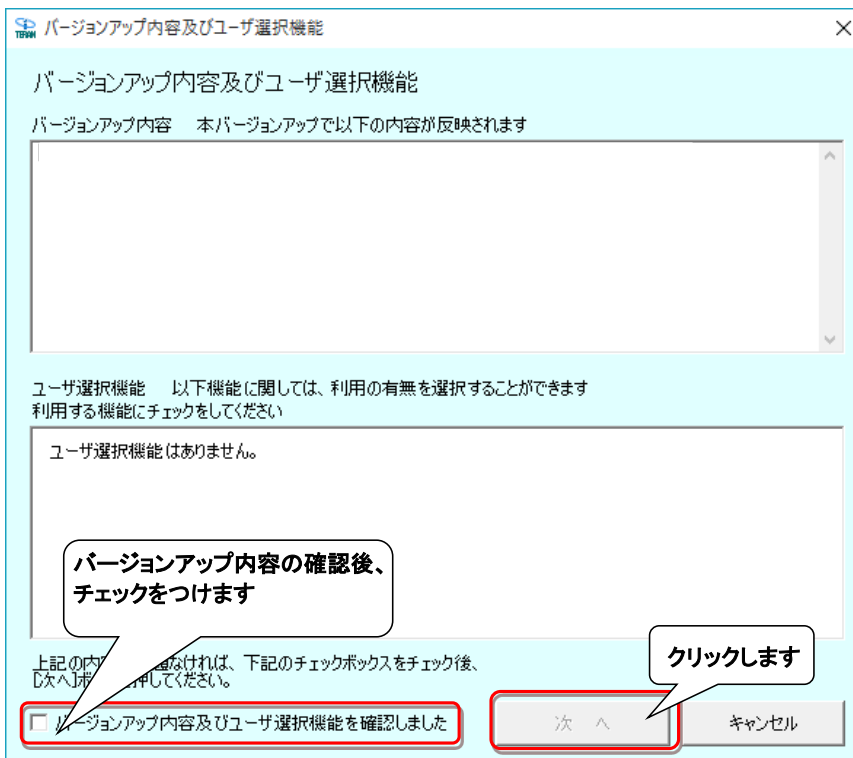 TERAM バージョンアップ内容及びユーザ選択機能
バージョンアップ内容及びユーザ選択機能
バージョンアップ内容 本バージョンアップで以下の内容が反映されます
ユーザ選択機能 以下機能に関しては、利用の有無を選択することができます
利用する機能にチェックをしてください
ユーザ選択機能はありません。
バージョンアップ内容の確認後、
チェックをつけます
上記の内 なければ、下記のチェックボックスをチェック後、
[次へ]ボ 押してください。
クリックします
バージョンアップ内容及びユーザ選択機能を確認しました
次 へ
キャンセル